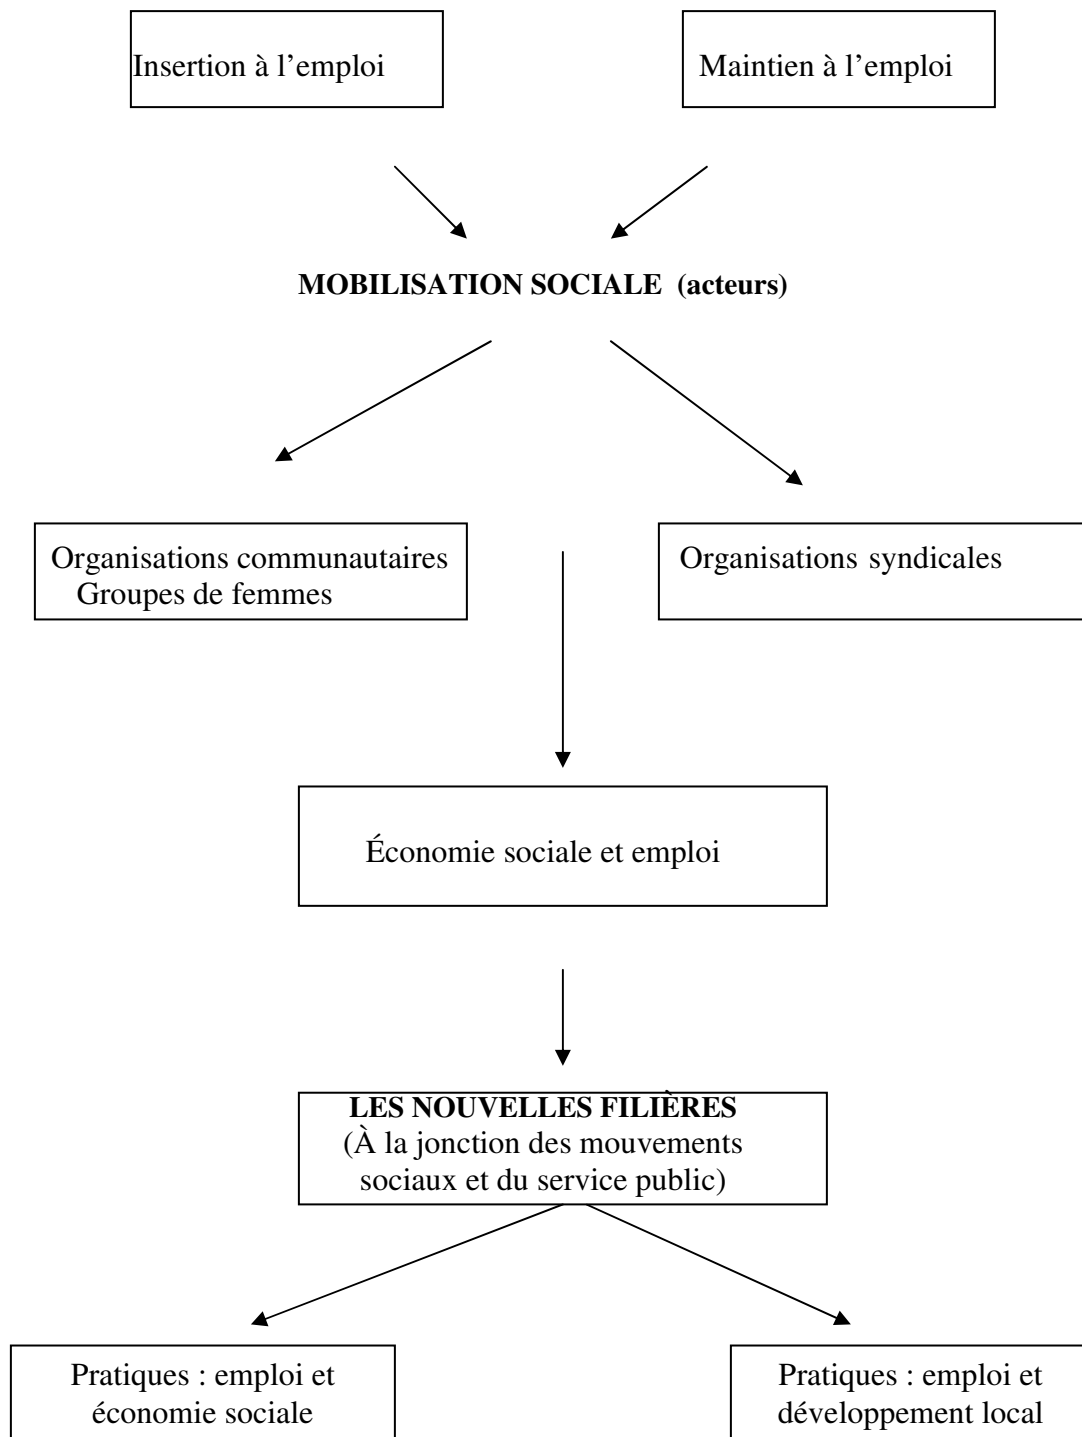 Insertion à l’emploi
Maintien à l’emploi
MOBILISATION SOCIALE (acteurs)
Organisations communautaires
Groupes de femmes
Organisations syndicales
Économie sociale et emploi
LES NOUVELLES FILIÈRES
(À la jonction des mouvements
sociaux et du service public)
Pratiques : emploi et
économie sociale
Pratiques : emploi et
développement local